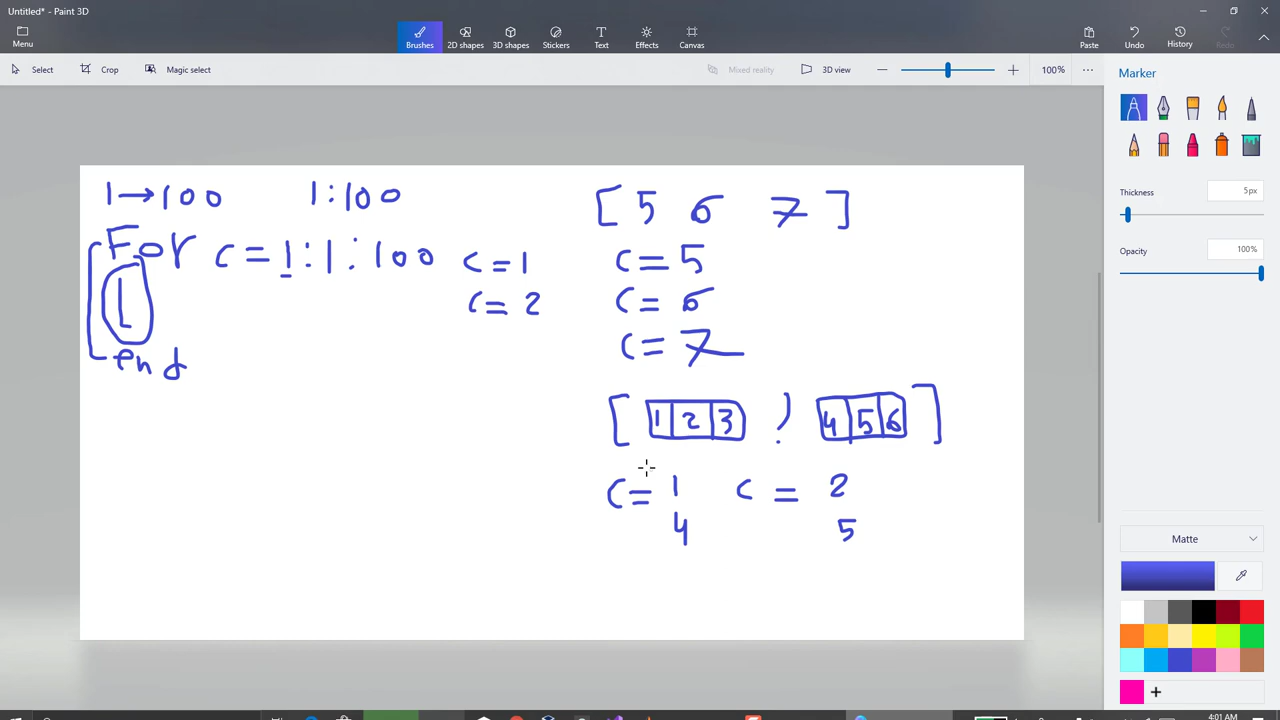 Untitled* - Paint 3D
Menu
Brushes
2D shapes
3D shapes
Stickers
Text
Effects
Canvas
Paste
Undo
History
Redo
Select
Crop
Magic select
Mixed reality
3D view
100%
Marker
Thickness
5px
Opacity
100%
Matte
1→100 1:100
For c=1:1:100
c=1
c=2
end
[5 6 7]
c=5
c=6
c=7
[1 2 3 ; 4 5 6]
c= 1 c = 2
4 5
4:01 AM